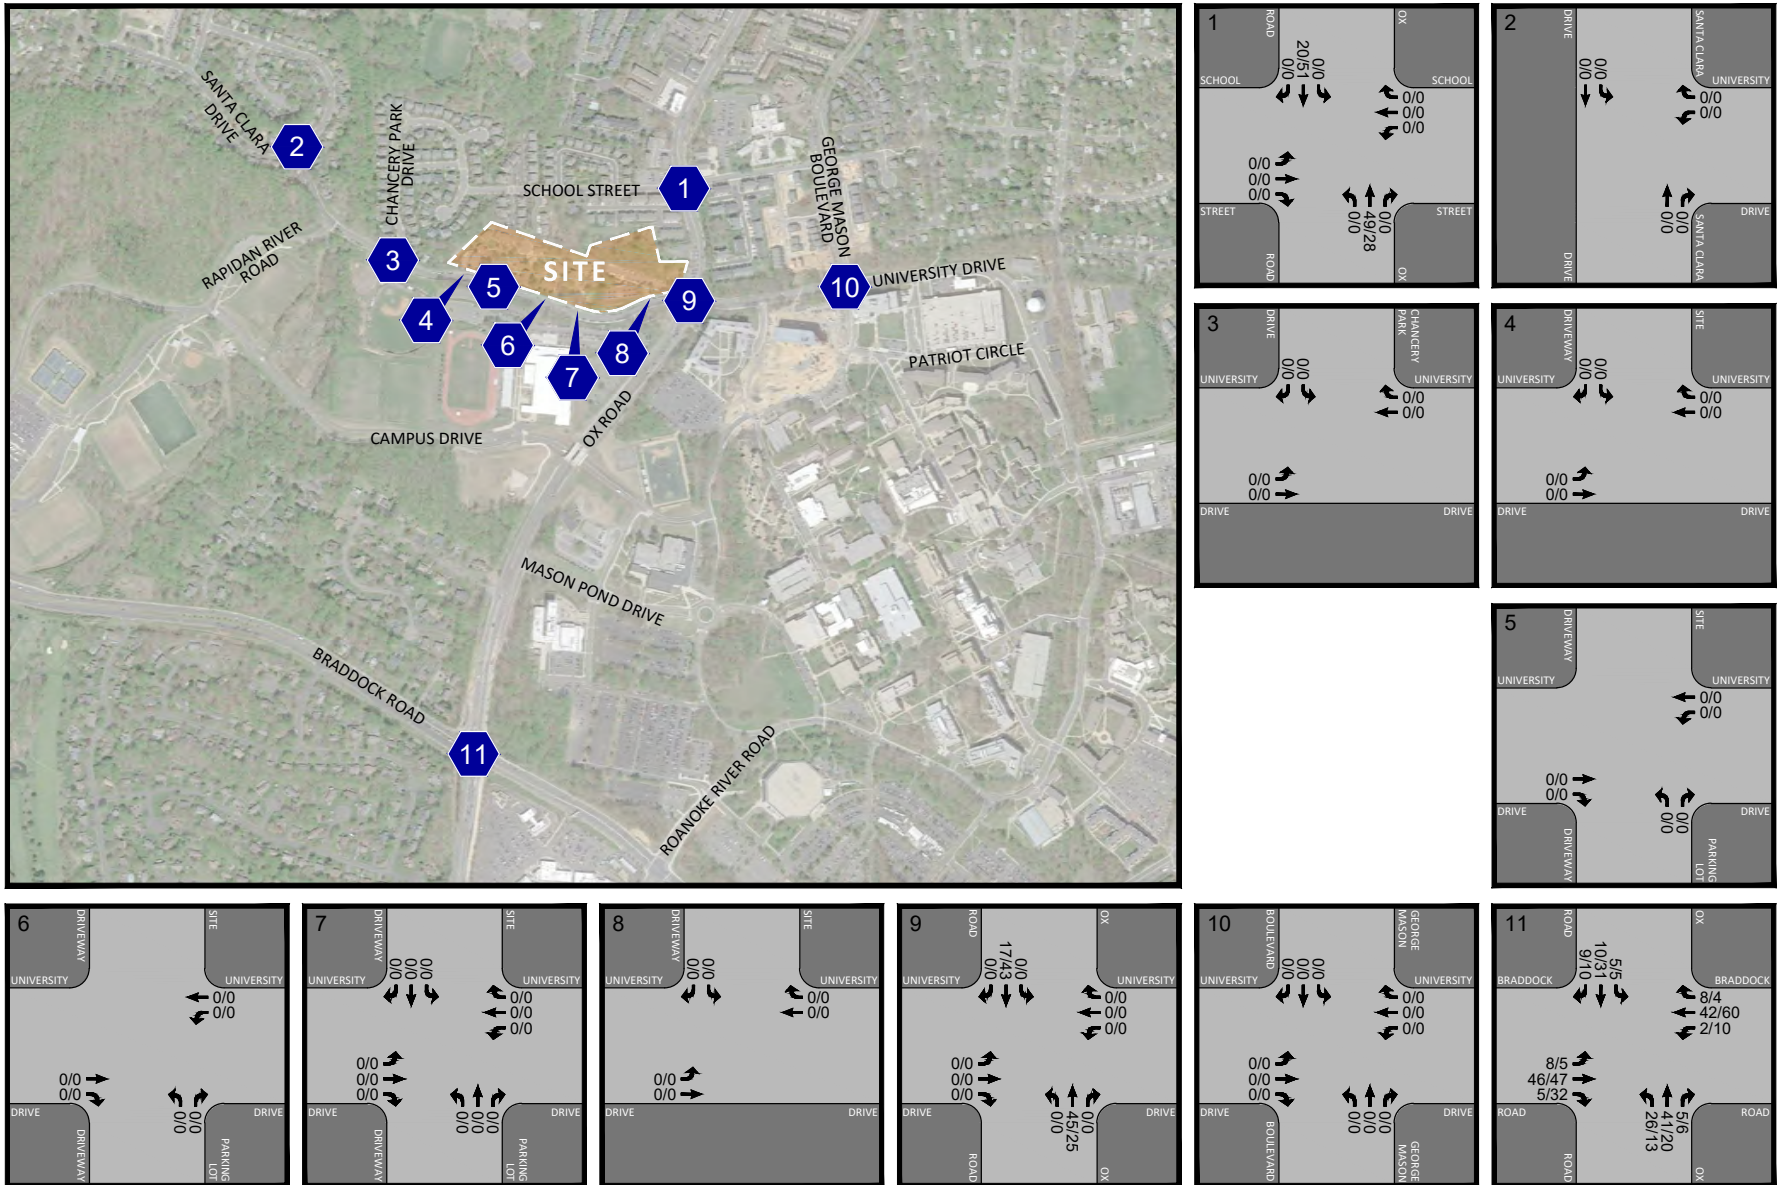 SANTA CLARA
DRIVE
2
CHANCERY PARK
DRIVE
SCHOOL STREET
1
GEORGE MASON
BOULEVARD
RAPIDAN RIVER
ROAD
3
SITE
UNIVERSITY DRIVE
4
5
9
10
6
7
8
PATRIOT CIRCLE
CAMPUS DRIVE
OX ROAD
MASON POND DRIVE
BRADDOCK ROAD
11
ROANOKE RIVER ROAD
1
ROAD
OX
0/0
20/51
0/0
SCHOOL
SCHOOL
0/0
0/0
0/0
0/0
0/0
0/0
STREET
STREET
0/0
49/28
0/0
ROAD
OX
2
DRIVE
SANTA CLARA
0/0
0/0
UNIVERSITY
0/0
0/0
DRIVE
0/0
0/0
DRIVE
SANTA CLARA
3
DRIVE
CHANCERY
PARK
0/0
0/0
UNIVERSITY
UNIVERSITY
0/0
0/0
0/0
0/0
DRIVE
DRIVE
4
DRIVEWAY
SITE
0/0
0/0
UNIVERSITY
UNIVERSITY
0/0
0/0
0/0
0/0
DRIVE
DRIVE
5
DRIVEWAY
SITE
UNIVERSITY
UNIVERSITY
0/0
0/0
0/0
0/0
DRIVE
DRIVE
0/0
0/0
DRIVEWAY
PARKING
LOT
6
DRIVEWAY
SITE
UNIVERSITY
UNIVERSITY
0/0
0/0
0/0
0/0
DRIVE
DRIVE
0/0
0/0
DRIVEWAY
PARKING
LOT
7
DRIVEWAY
SITE
0/0
0/0
0/0
UNIVERSITY
UNIVERSITY
0/0
0/0
0/0
0/0
0/0
0/0
DRIVE
DRIVE
0/0
0/0
0/0
DRIVEWAY
PARKING
LOT
8
DRIVEWAY
SITE
0/0
0/0
UNIVERSITY
UNIVERSITY
0/0
0/0
0/0
0/0
DRIVE
DRIVE
9
ROAD
OX
0/0
17/43
0/0
UNIVERSITY
UNIVERSITY
0/0
0/0
0/0
0/0
0/0
0/0
DRIVE
DRIVE
0/0
45/25
0/0
ROAD
OX
10
BOULEVARD
GEORGE
MASON
0/0
0/0
0/0
UNIVERSITY
UNIVERSITY
0/0
0/0
0/0
0/0
0/0
0/0
DRIVE
DRIVE
0/0
0/0
0/0
BOULEVARD
GEORGE
MASON
11
ROAD
OX
9/10
10/31
5/5
BRADDOCK
BRADDOCK
8/4
42/60
2/10
8/5
46/47
5/32
ROAD
ROAD
26/13
41/20
5/6
ROAD
OX